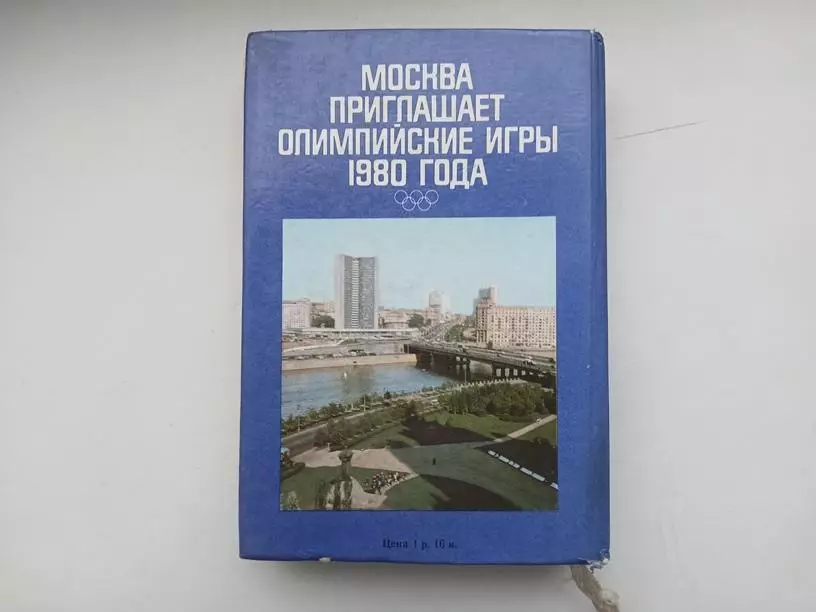 МОСКВА
ПРИГЛАШАЕТ
ОЛИМПИЙСКИЕ ИГРЫ
1980 ГОДА
Цена 1 р. 16 к.